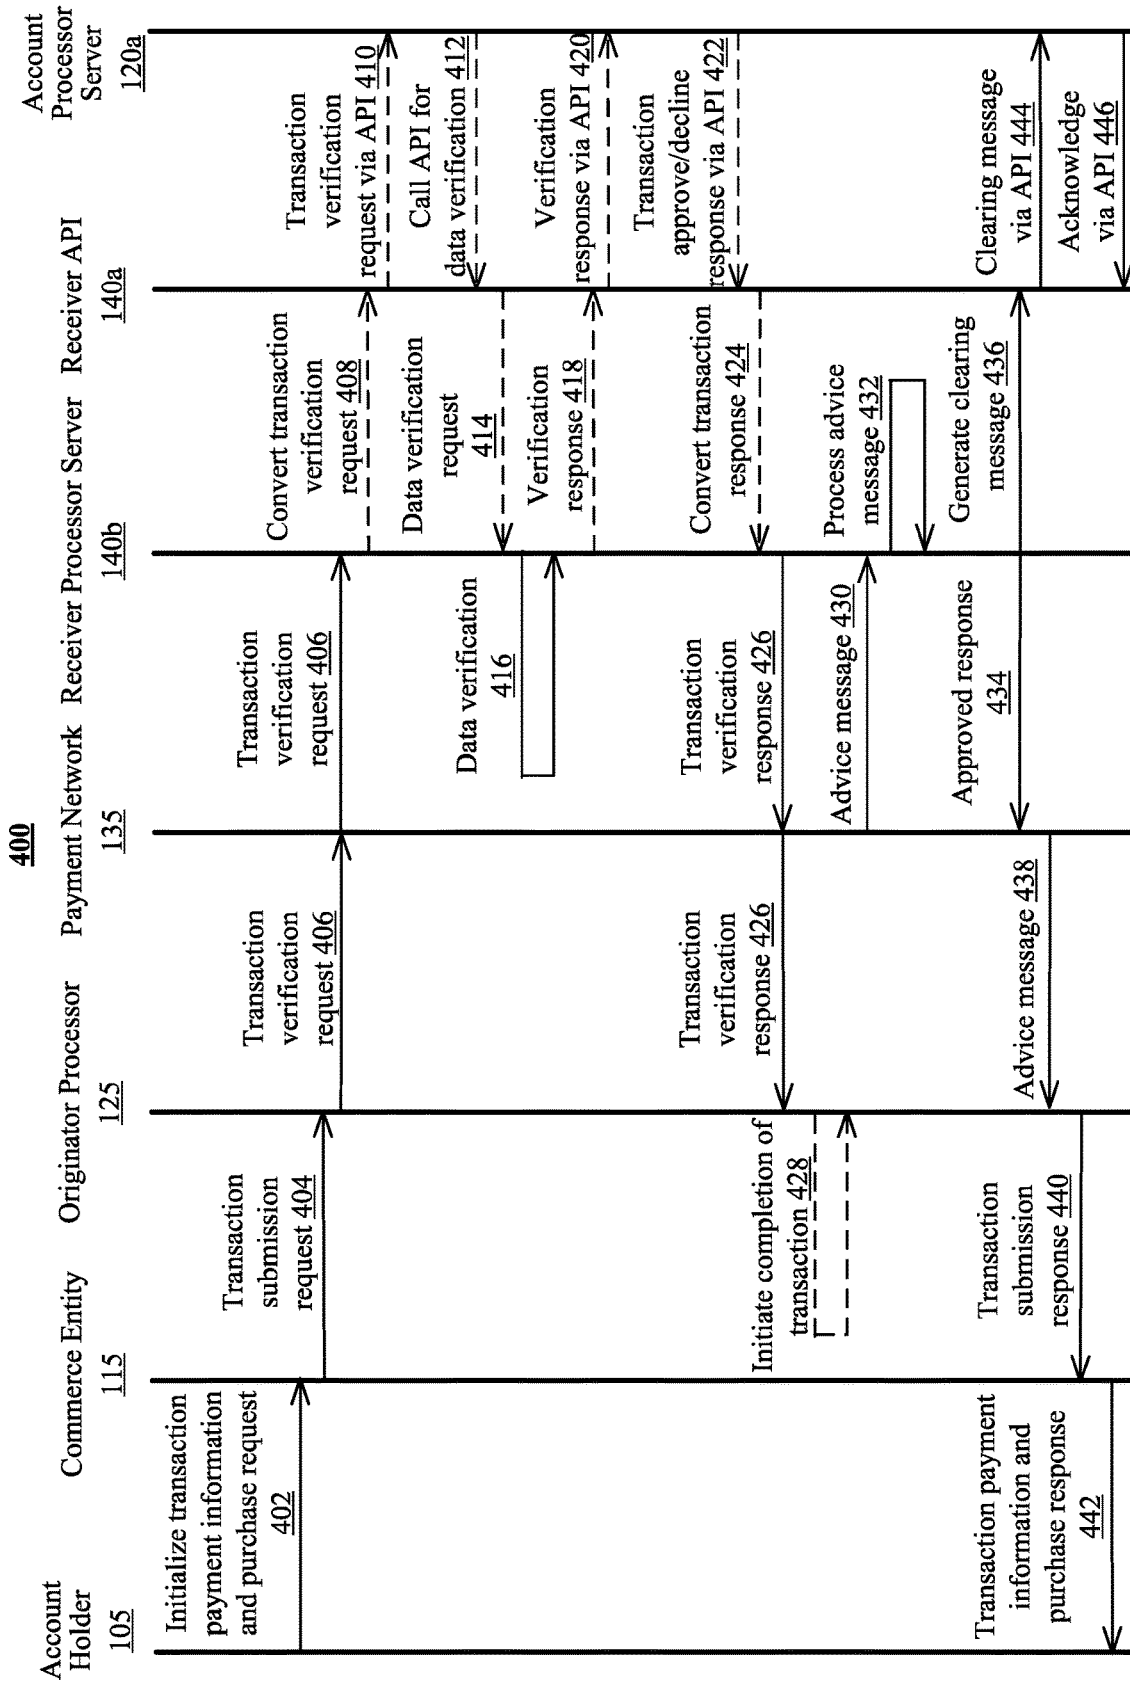 400
Account
Holder
105
Commerce Entity
115
Originator Processor
125
Payment Network
135
Receiver Processor Server
140b
Receiver API
140a
Account
Processor
Server
120a
Initialize transaction
payment information
and purchase request
402
Transaction
submission
request 404
Transaction
verification
request 406
Transaction
verification
request 406
Convert transaction
verification
request 408
Transaction
verification
request via API 410
Call API for
data verification 412
Data verification
request
414
Data verification
416
Verification
response 418
Verification
response via API 420
Transaction
approve/decline
response via API 422
Convert transaction
response 424
Transaction
verification
response 426
Transaction
verification
response 426
Initiate completion of
transaction 428
Advice message 430
Process advice
message 432
Approved response
434
Generate clearing
message 436
Advice message 438
Transaction
submission
response 440
Transaction payment
information and
purchase response
442
Clearing message
via API 444
Acknowledge
via API 446